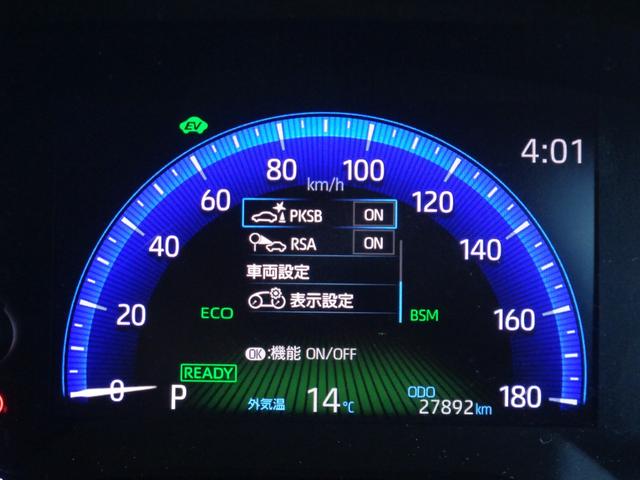 EV
4:01
80 100
km/h
60 120
PKSB ON
RSA ON
40 140
車両設定
表示設定
20 ECO BSM 160
OK:機能 ON/OFF
READY
0 P 外気温 14℃ ODO 27892km 180